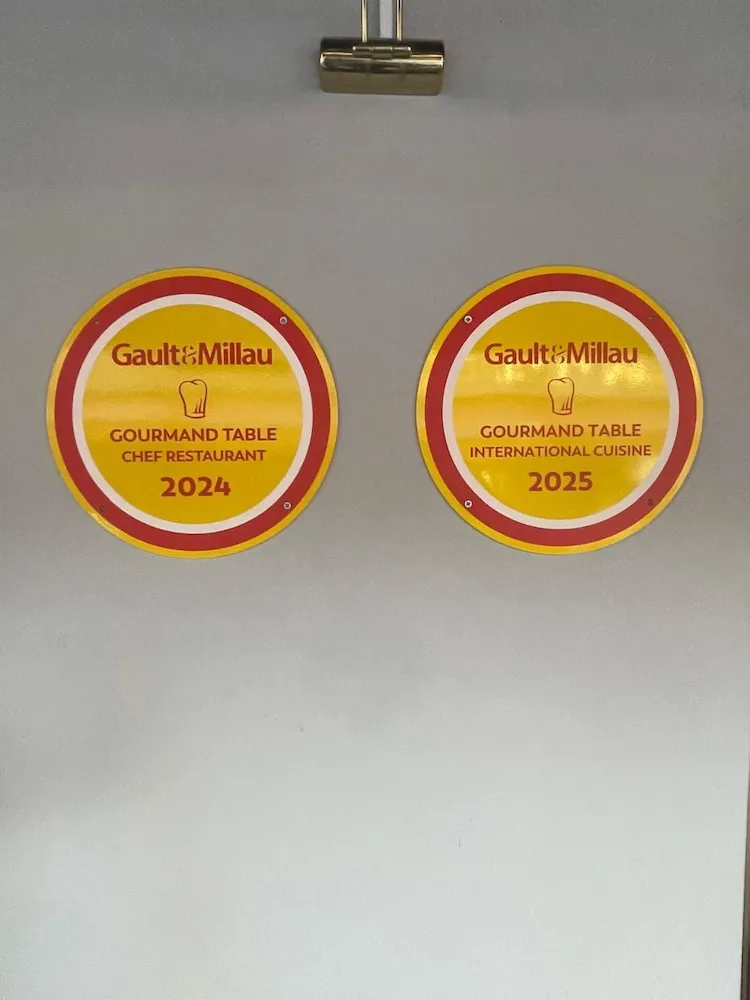 Gault&Millau
GOURMAND TABLE
CHEF RESTAURANT
2024
Gault&Millau
GOURMAND TABLE
INTERNATIONAL CUISINE
2025